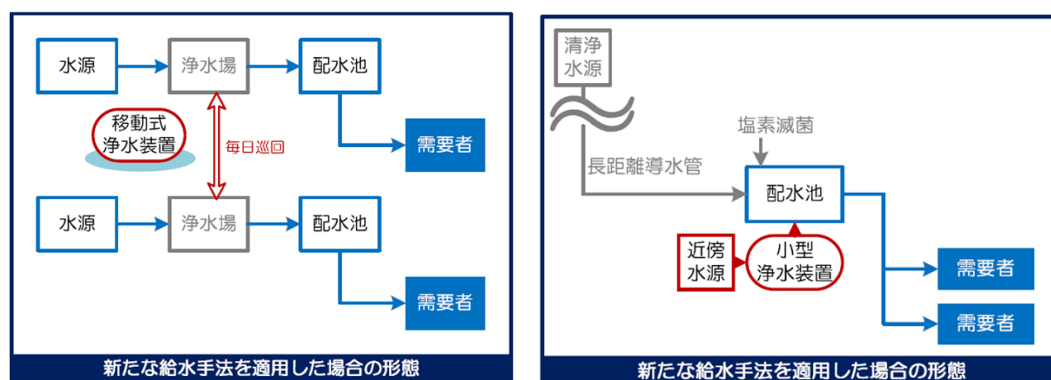 水源
浄水場
配水池
移動式
浄水装置
毎日巡回
需要者
水源
浄水場
配水池
需要者
新たな給水手法を適用した場合の形態
清浄
水源
塩素滅菌
長距離導水管
配水池
近傍
水源
小型
浄水装置
需要者
需要者
新たな給水手法を適用した場合の形態